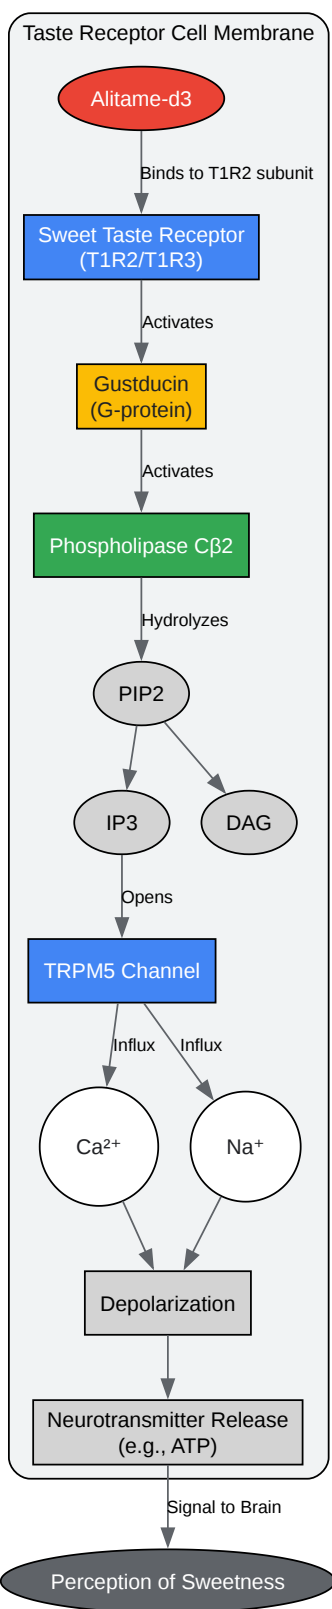 Taste Receptor Cell Membrane
Alitame-d3
Binds to T1R2 subunit
Sweet Taste Receptor
(T1R2/T1R3)
Activates
Gustducin
(G-protein)
Activates
Phospholipase Cβ2
Hydrolyzes
PIP2
IP3
DAG
Opens
TRPM5 Channel
Influx
Influx
Ca²⁺
Na⁺
Depolarization
Neurotransmitter Release
(e.g., ATP)
Signal to Brain
Perception of Sweetness